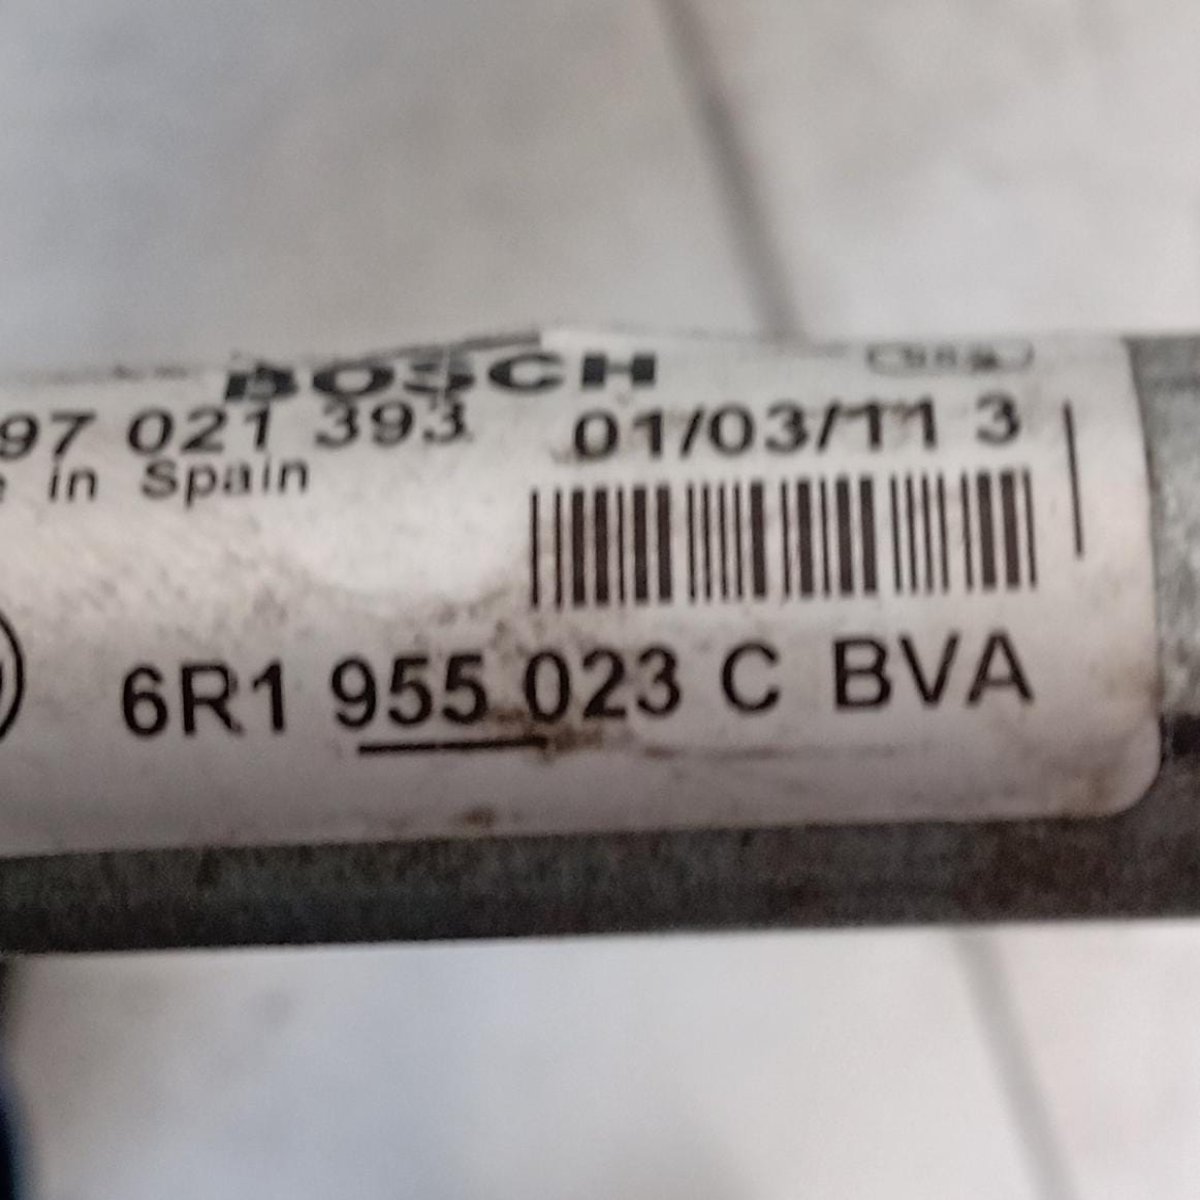 BOSCH
97 021 393 01/03/11 3
e in Spain
6R1 955 023 C BVA